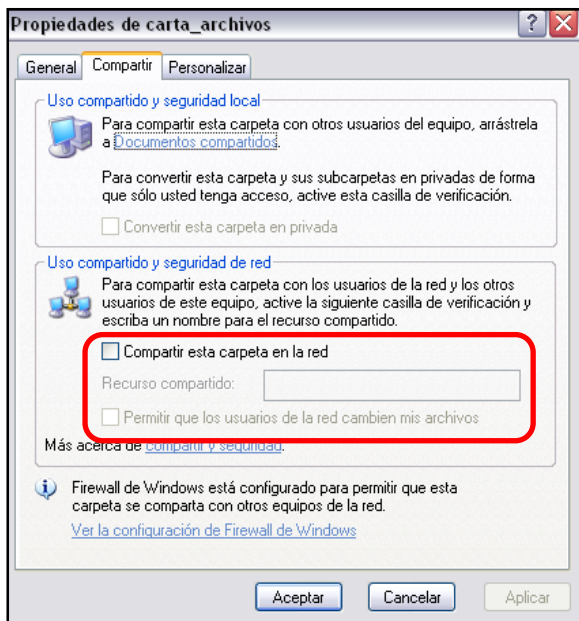 Propiedades de carta_archivos
General Compartir Personalizar
Uso compartido y seguridad local
Para compartir esta carpeta con otros usuarios del equipo, arrástrela
a Documentos compartidos.
Para convertir esta carpeta y sus subcarpetas en privadas de forma
que sólo usted tenga acceso, active esta casilla de verificación.
Convertir esta carpeta en privada
Uso compartido y seguridad de red
Para compartir esta carpeta con los usuarios de la red y los otros
usuarios de este equipo, active la siguiente casilla de verificación y
escriba un nombre para el recurso compartido.
Compartir esta carpeta en la red
Recurso compartido:
Permitir que los usuarios de la red cambien mis archivos
Más acerca de compartir y seguridad.
Firewall de Windows está configurado para permitir que esta
carpeta se comparta con otros equipos de la red.
Ver la configuración de Firewall de Windows
Aceptar Cancelar Aplicar